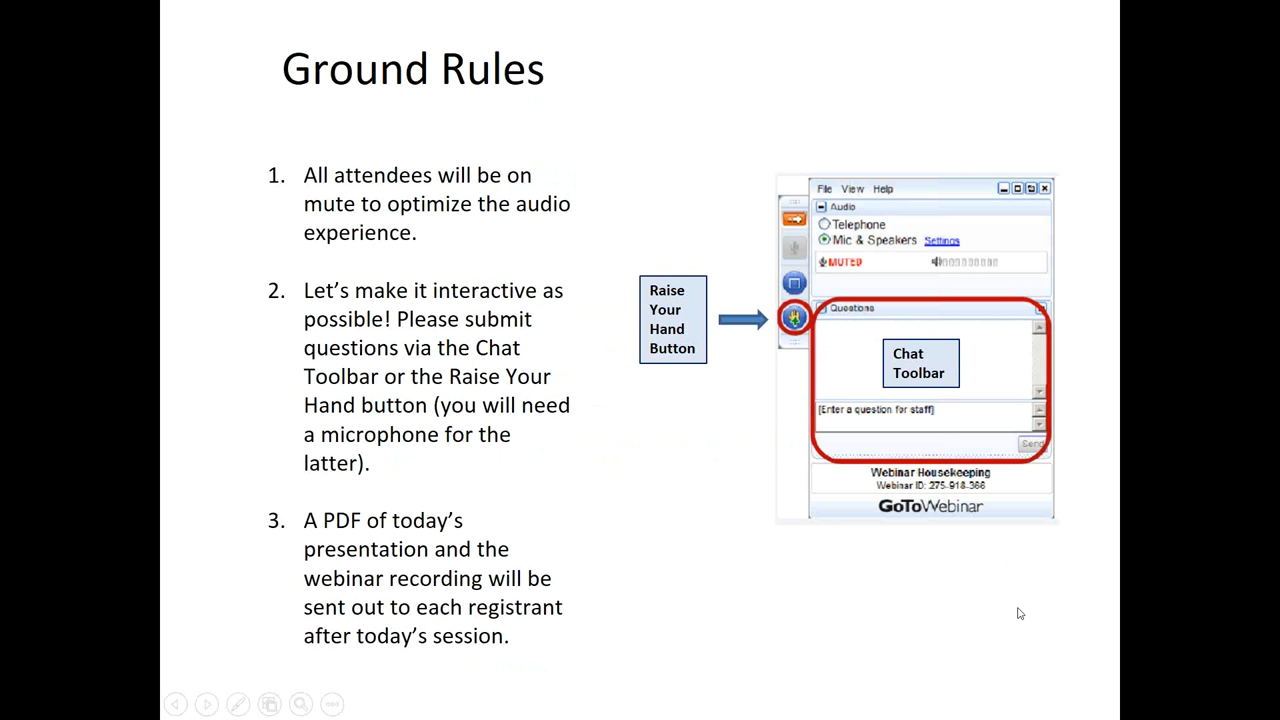 Ground Rules
1. All attendees will be on
mute to optimize the audio
experience.
2. Let’s make it interactive as
possible! Please submit
questions via the Chat
Toolbar or the Raise Your
Hand button (you will need
a microphone for the
latter).
3. A PDF of today’s
presentation and the
webinar recording will be
sent out to each registrant
after today’s session.
Raise
Your
Hand
Button
File View Help
Audio
Telephone
Mic & Speakers Settings
MUTED
Questions
Chat
Toolbar
[Enter a question for staff]
Send
Webinar Housekeeping
Webinar ID: 275-918-366
GoToWebinar